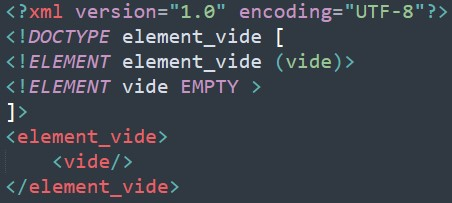 <?xml version="1.0" encoding="UTF-8"?>
<!DOCTYPE element_vide [
<!ELEMENT element_vide (vide)>
<!ELEMENT vide EMPTY >
]>
<element_vide>
    <vide/>
</element_vide>